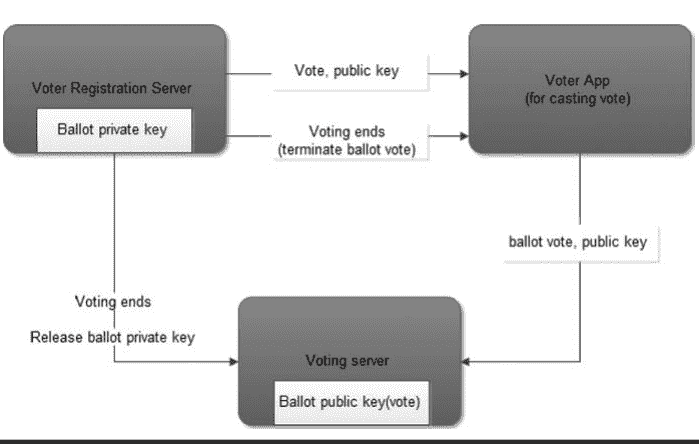 Voter Registration Server
Ballot private key
Vote, public key
Voting ends
(terminate ballot vote)
Voter App
(for casting vote)
ballot vote, public key
Voting ends
Release ballot private key
Voting server
Ballot public key(vote)